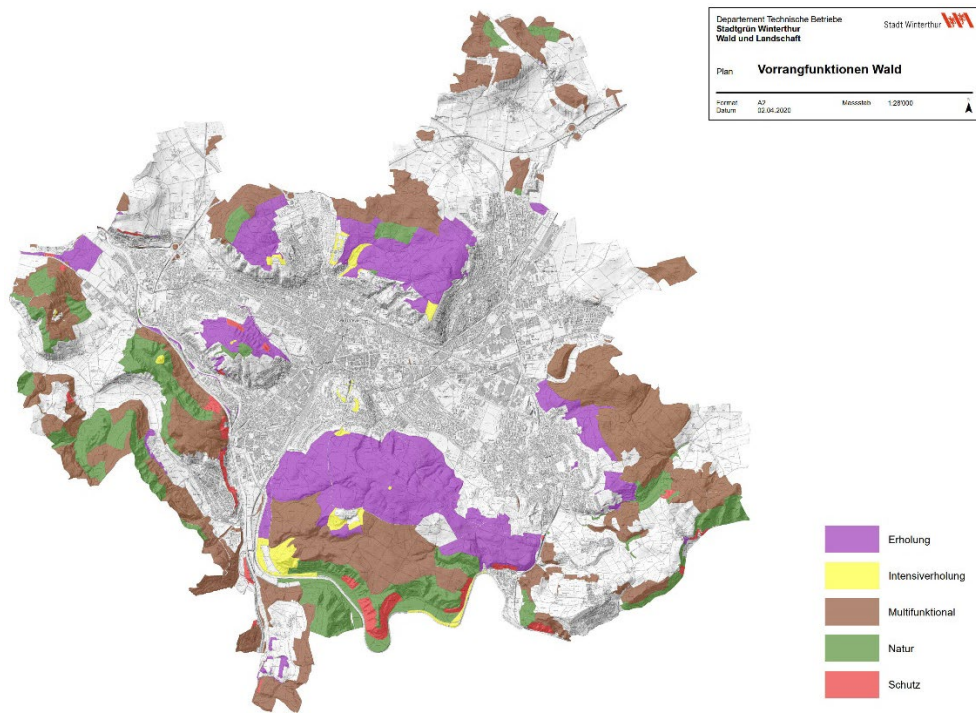 Departement Technische Betriebe
Stadtgrün Winterthur
Wald und Landschaft
Stadt Winterthur
Plan Vorrangfunktionen Wald
Format A2 Massstab 1:28'000
Datum 02.04.2020
Erholung
Intensiverholung
Multifunktional
Natur
Schutz